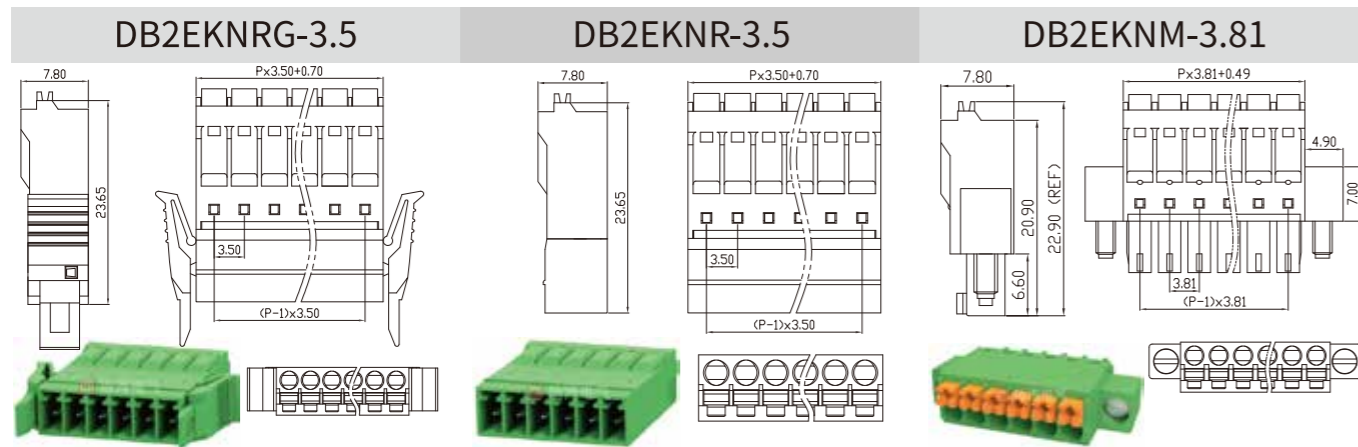 DB2EKNRG-3.5
7.80
Px3.50+0.70
23.65
3.50
(P-1)x3.50
DB2EKNR-3.5
7.80
Px3.50+0.70
23.65
3.50
(P-1)x3.50
DB2EKNM-3.81
7.80
Px3.81+0.49
4.90
7.00
20.90
22.90 (REF)
6.60
3.81
(P-1)x3.81